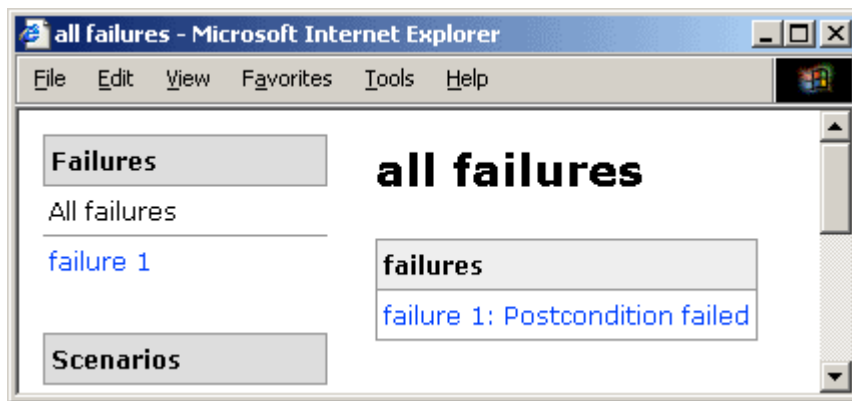 all failures - Microsoft Internet Explorer
File Edit View Favorites Tools Help
Failures
All failures
failure 1
Scenarios
all failures
failures
failure 1: Postcondition failed